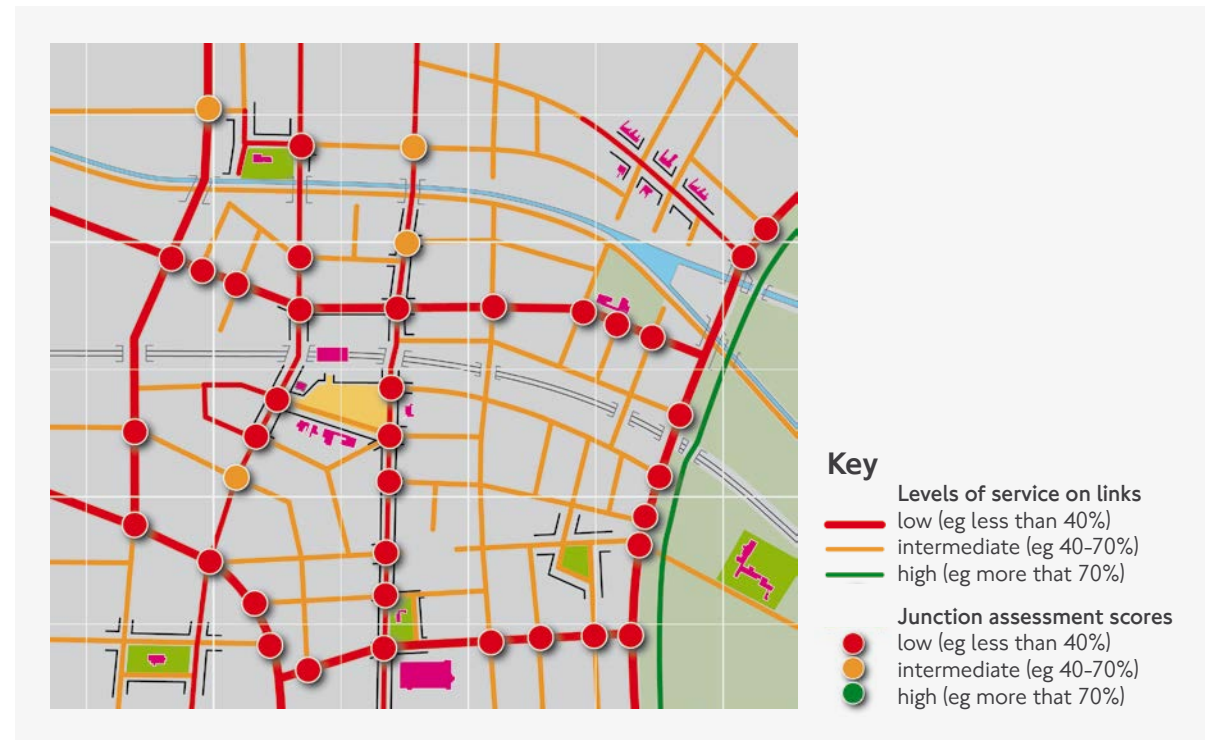 Key
Levels of service on links
low (eg less than 40%)
intermediate (eg 40-70%)
high (eg more that 70%)
Junction assessment scores
low (eg less than 40%)
intermediate (eg 40-70%)
high (eg more that 70%)